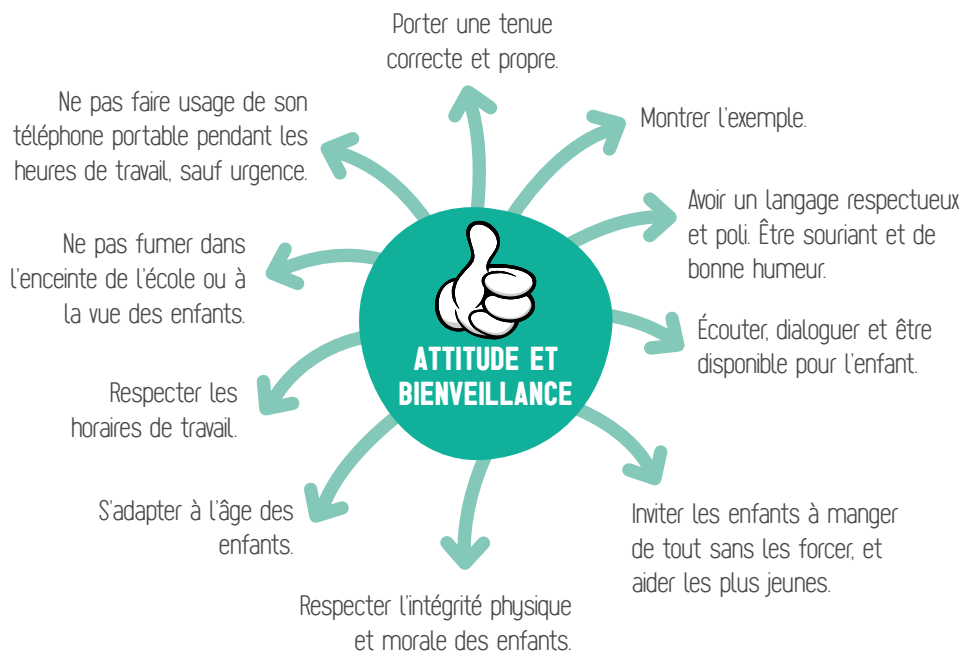 Porter une tenue
correcte et propre.
Montrer l'exemple.
Avoir un langage respectueux
et poli. Être souriant et de
bonne humeur.
Écouter, dialoguer et être
disponible pour l'enfant.
Inviter les enfants à manger
de tout sans les forcer, et
aider les plus jeunes.
Respecter l'intégrité physique
et morale des enfants.
S'adapter à l'âge des
enfants.
Respecter les
horaires de travail.
Ne pas fumer dans
l'enceinte de l'école ou à
la vue des enfants.
Ne pas faire usage de son
téléphone portable pendant les
heures de travail, sauf urgence.
ATTITUDE ET
BIENVEILLANCE